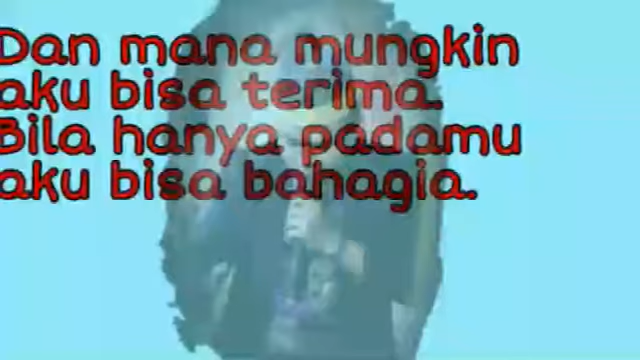 Dan mana mungkin
aku bisa terima.
Bila hanya padamu
aku bisa bahagia.